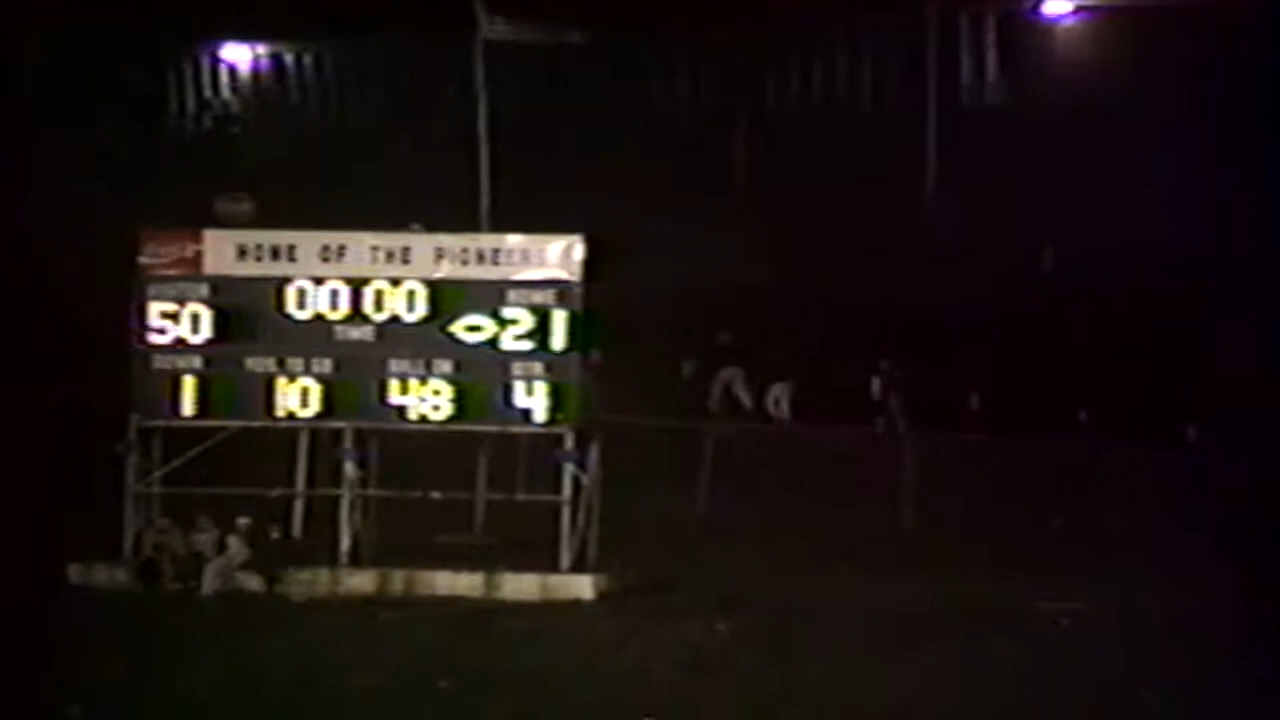 HOME OF THE PIONEERS
00 00
50 21
TIME
DOWN YDS. TO GO BALL ON QTR
1 10 48 4